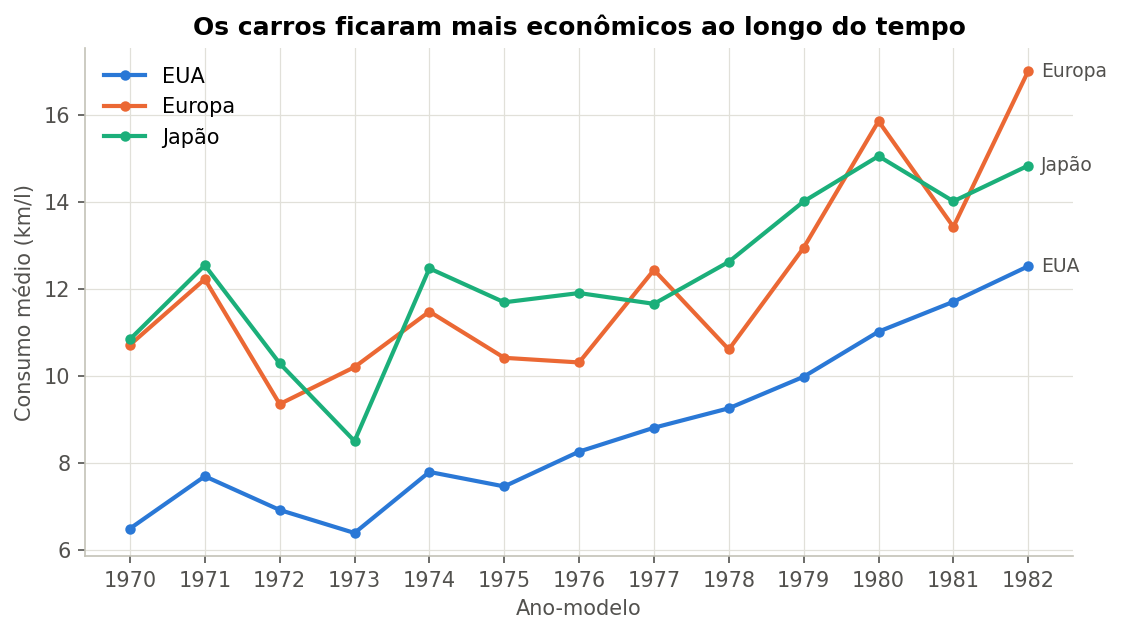 Os carros ficaram mais econômicos ao longo do tempo
EUA
Europa
Japão
Europa
Japão
EUA
Consumo médio (km/l)
16
14
12
10
8
6
1970 1971 1972 1973 1974 1975 1976 1977 1978 1979 1980 1981 1982
Ano-modelo